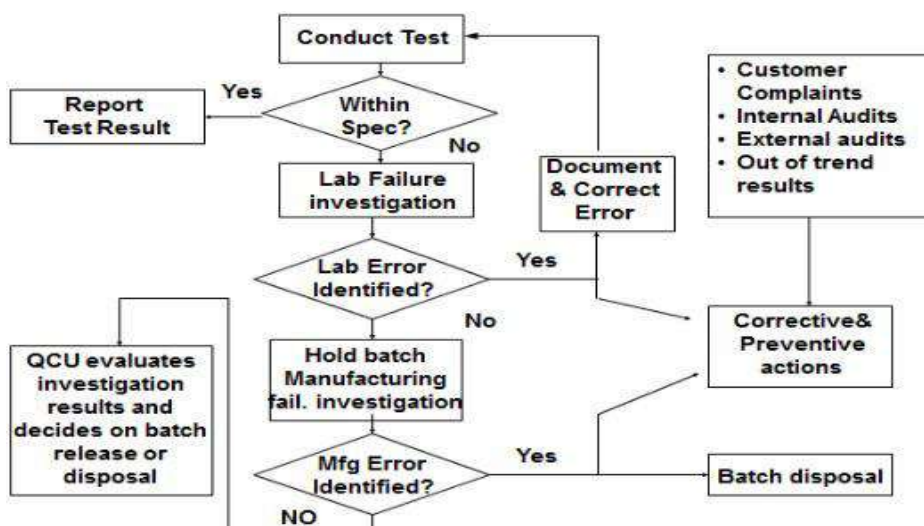 Conduct Test
Yes
Report
Test Result
Within
Spec?
No
• Customer
Complaints
• Internal Audits
• External audits
• Out of trend
results
Lab Failure
investigation
Document
& Correct
Error
Lab Error
Identified?
Yes
No
Corrective&
Preventive
actions
QCU evaluates
investigation
results and
decides on batch
release or
disposal
Hold batch
Manufacturing
fail. investigation
Mfg Error
Identified?
Yes
Batch disposal
NO